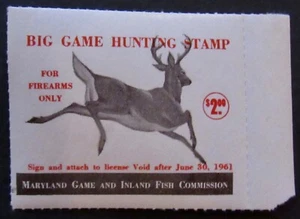 BIG GAME HUNTING STAMP
FOR
FIREARMS
ONLY
$2.00
Sign and attach to license Void after June 30, 1961
MARYLAND GAME AND INLAND FISH COMMISSION